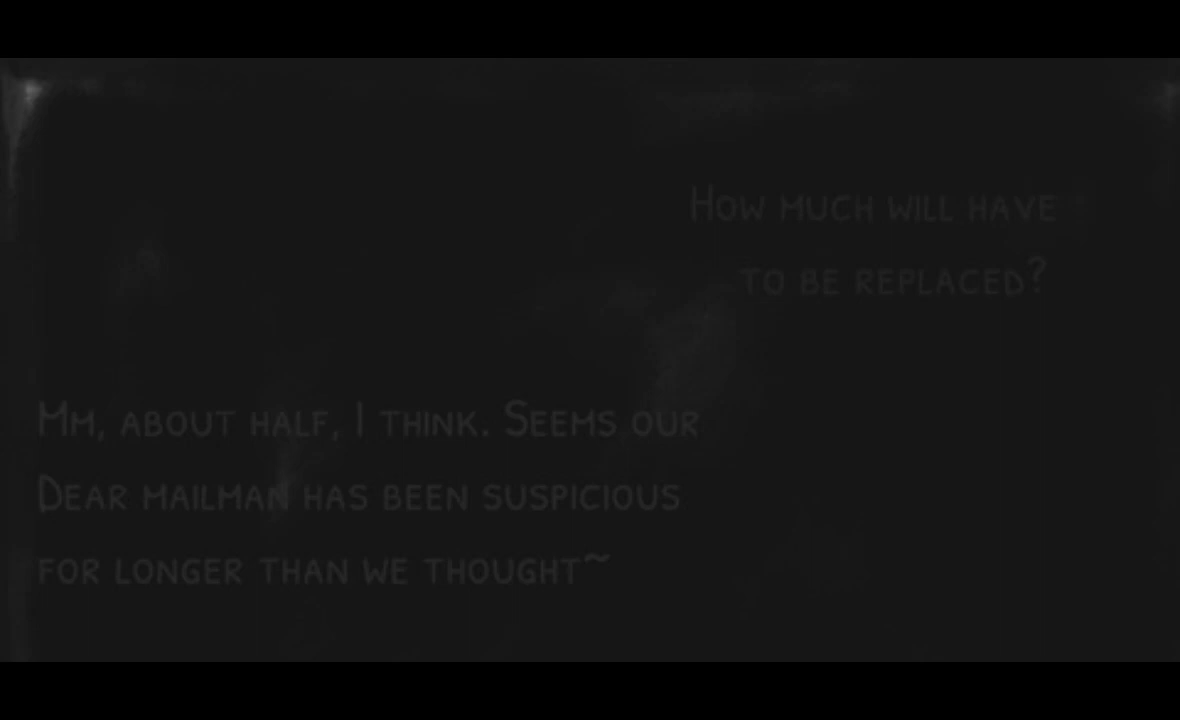 How much will have
to be replaced?
Mm, about half, I think. Seems our
Dear mailman has been suspicious
for longer than we thought~